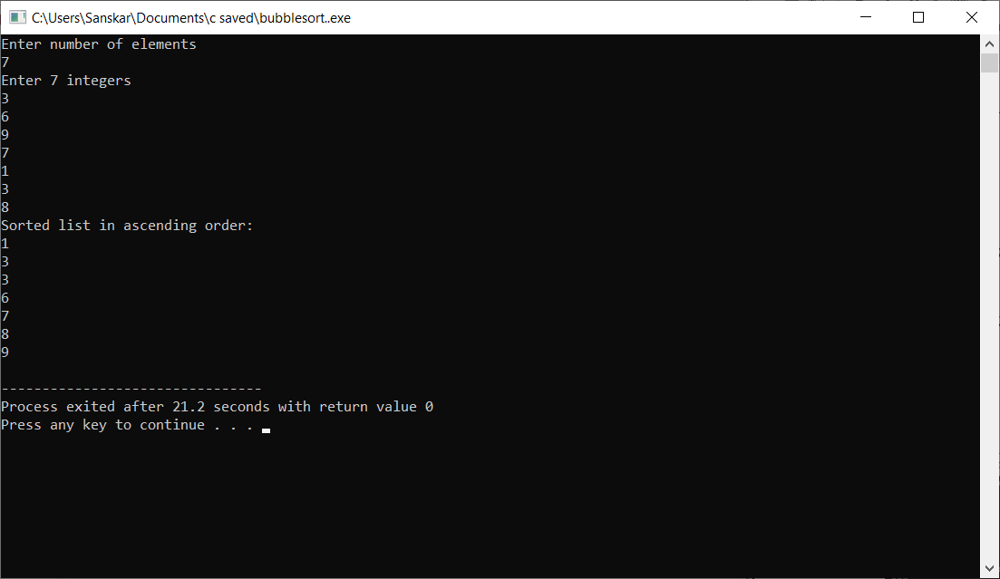 C:\Users\Sanskar\Documents\c saved\bubblesort..exe
Enter number of elements
7
Enter 7 integers
3
6
9
7
1
3
8
Sorted list in ascending order:
1
3
3
6
7
8
9
--------------------------------
Process exited after 21.2 seconds with return value 0
Press any key to continue . . .